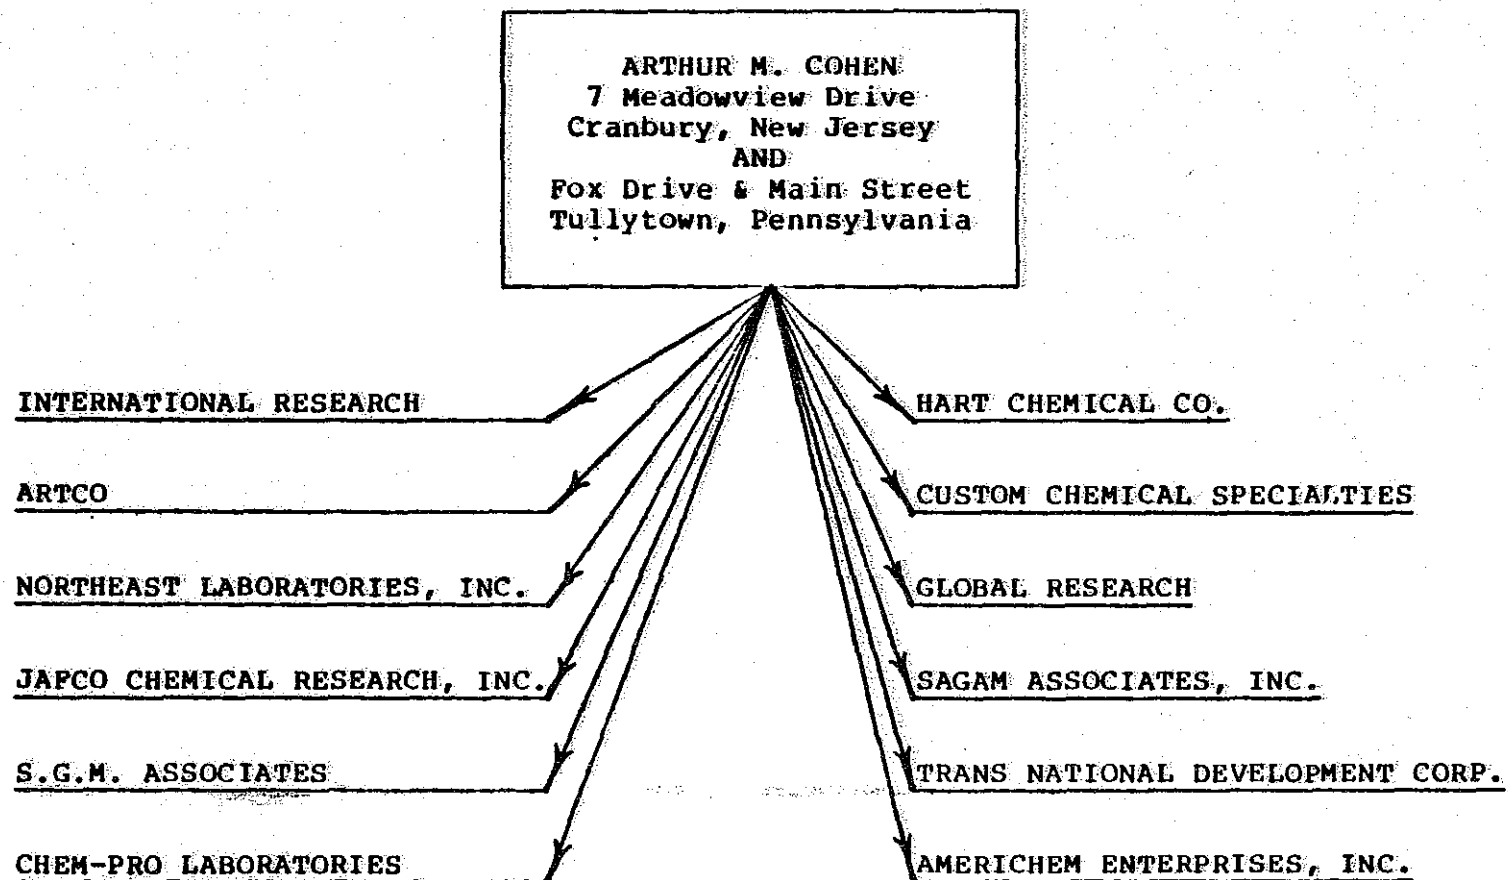 ARTHUR M. COHEN
7 Meadowview Drive
Cranbury, New Jersey
AND
Fox Drive & Main Street
Tullytown, Pennsylvania
INTERNATIONAL RESEARCH
ARTCO
NORTHEAST LABORATORIES, INC.
JAFCO CHEMICAL RESEARCH, INC.
S.G.M. ASSOCIATES
CHEM-PRO LABORATORIES
HART CHEMICAL CO.
CUSTOM CHEMICAL SPECIALTIES
GLOBAL RESEARCH
SAGAM ASSOCIATES, INC.
TRANS NATIONAL DEVELOPMENT CORP.
AMERICHEM ENTERPRISES, INC.